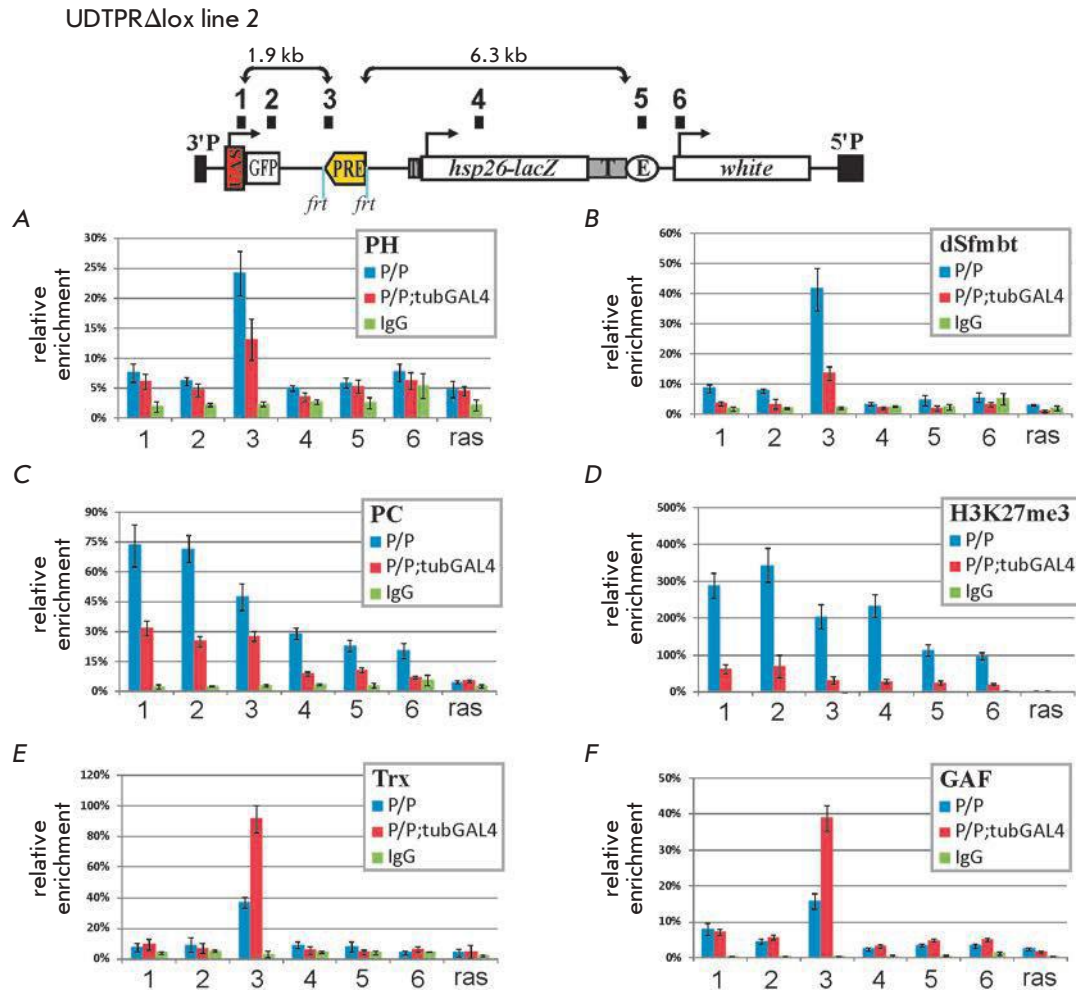 UDTPRΔlox line 2
1.9 kb
6.3 kb
1 2 3 4 5 6
3'P
5'P
UAS
GFP
PRE
hsp26-lacZ
T
E
white
frt frt
A
PH
P/P
P/P;tubGAL4
IgG
relative enrichment
30%
25%
20%
15%
10%
5%
0%
1 2 3 4 5 6 ras
B
dSfmbt
P/P
P/P;tubGAL4
IgG
relative enrichment
60%
50%
40%
30%
20%
10%
0%
1 2 3 4 5 6 ras
C
PC
P/P
P/P;tubGAL4
IgG
relative enrichment
90%
75%
60%
45%
30%
15%
0%
1 2 3 4 5 6 ras
D
H3K27me3
P/P
P/P;tubGAL4
IgG
relative enrichment
500%
400%
300%
200%
100%
0%
1 2 3 4 5 6 ras
E
Trx
P/P
P/P;tubGAL4
IgG
relative enrichment
120%
100%
80%
60%
40%
20%
0%
1 2 3 4 5 6 ras
F
GAF
P/P
P/P;tubGAL4
IgG
relative enrichment
50%
40%
30%
20%
10%
0%
1 2 3 4 5 6 ras